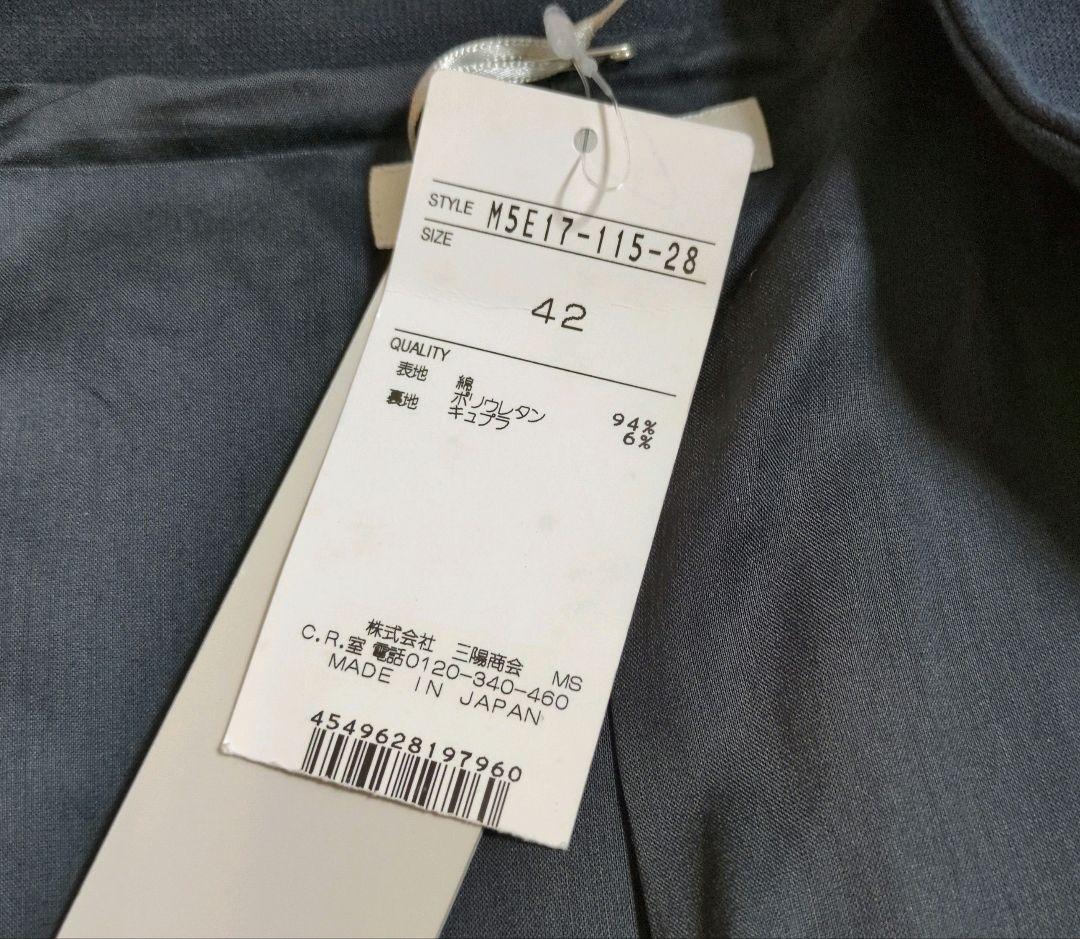 STYLE M5E17-115-28
SIZE
42
QUALITY
表地 綿 94%
ポリウレタン 6%
裏地 キュプラ
株式会社 三陽商会 MS
C.R.室 電話0120-340-460
MADE IN JAPAN
4549628197960